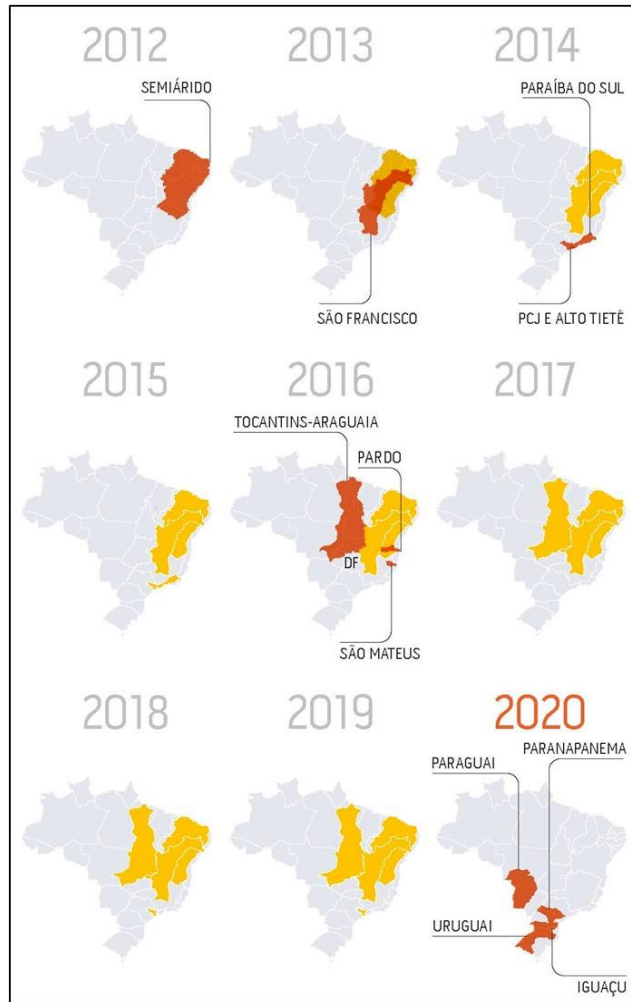 2012
2013
2014
SEMIÁRIDO
PARAÍBA DO SUL
SÃO FRANCISCO
PCJ E ALTO TIETÊ
2015
2016
2017
TOCANTINS-ARAGUAIA
PARDO
DF
SÃO MATEUS
2018
2019
2020
PARANAPANEMA
PARAGUAI
URUGUAI
IGUAÇU